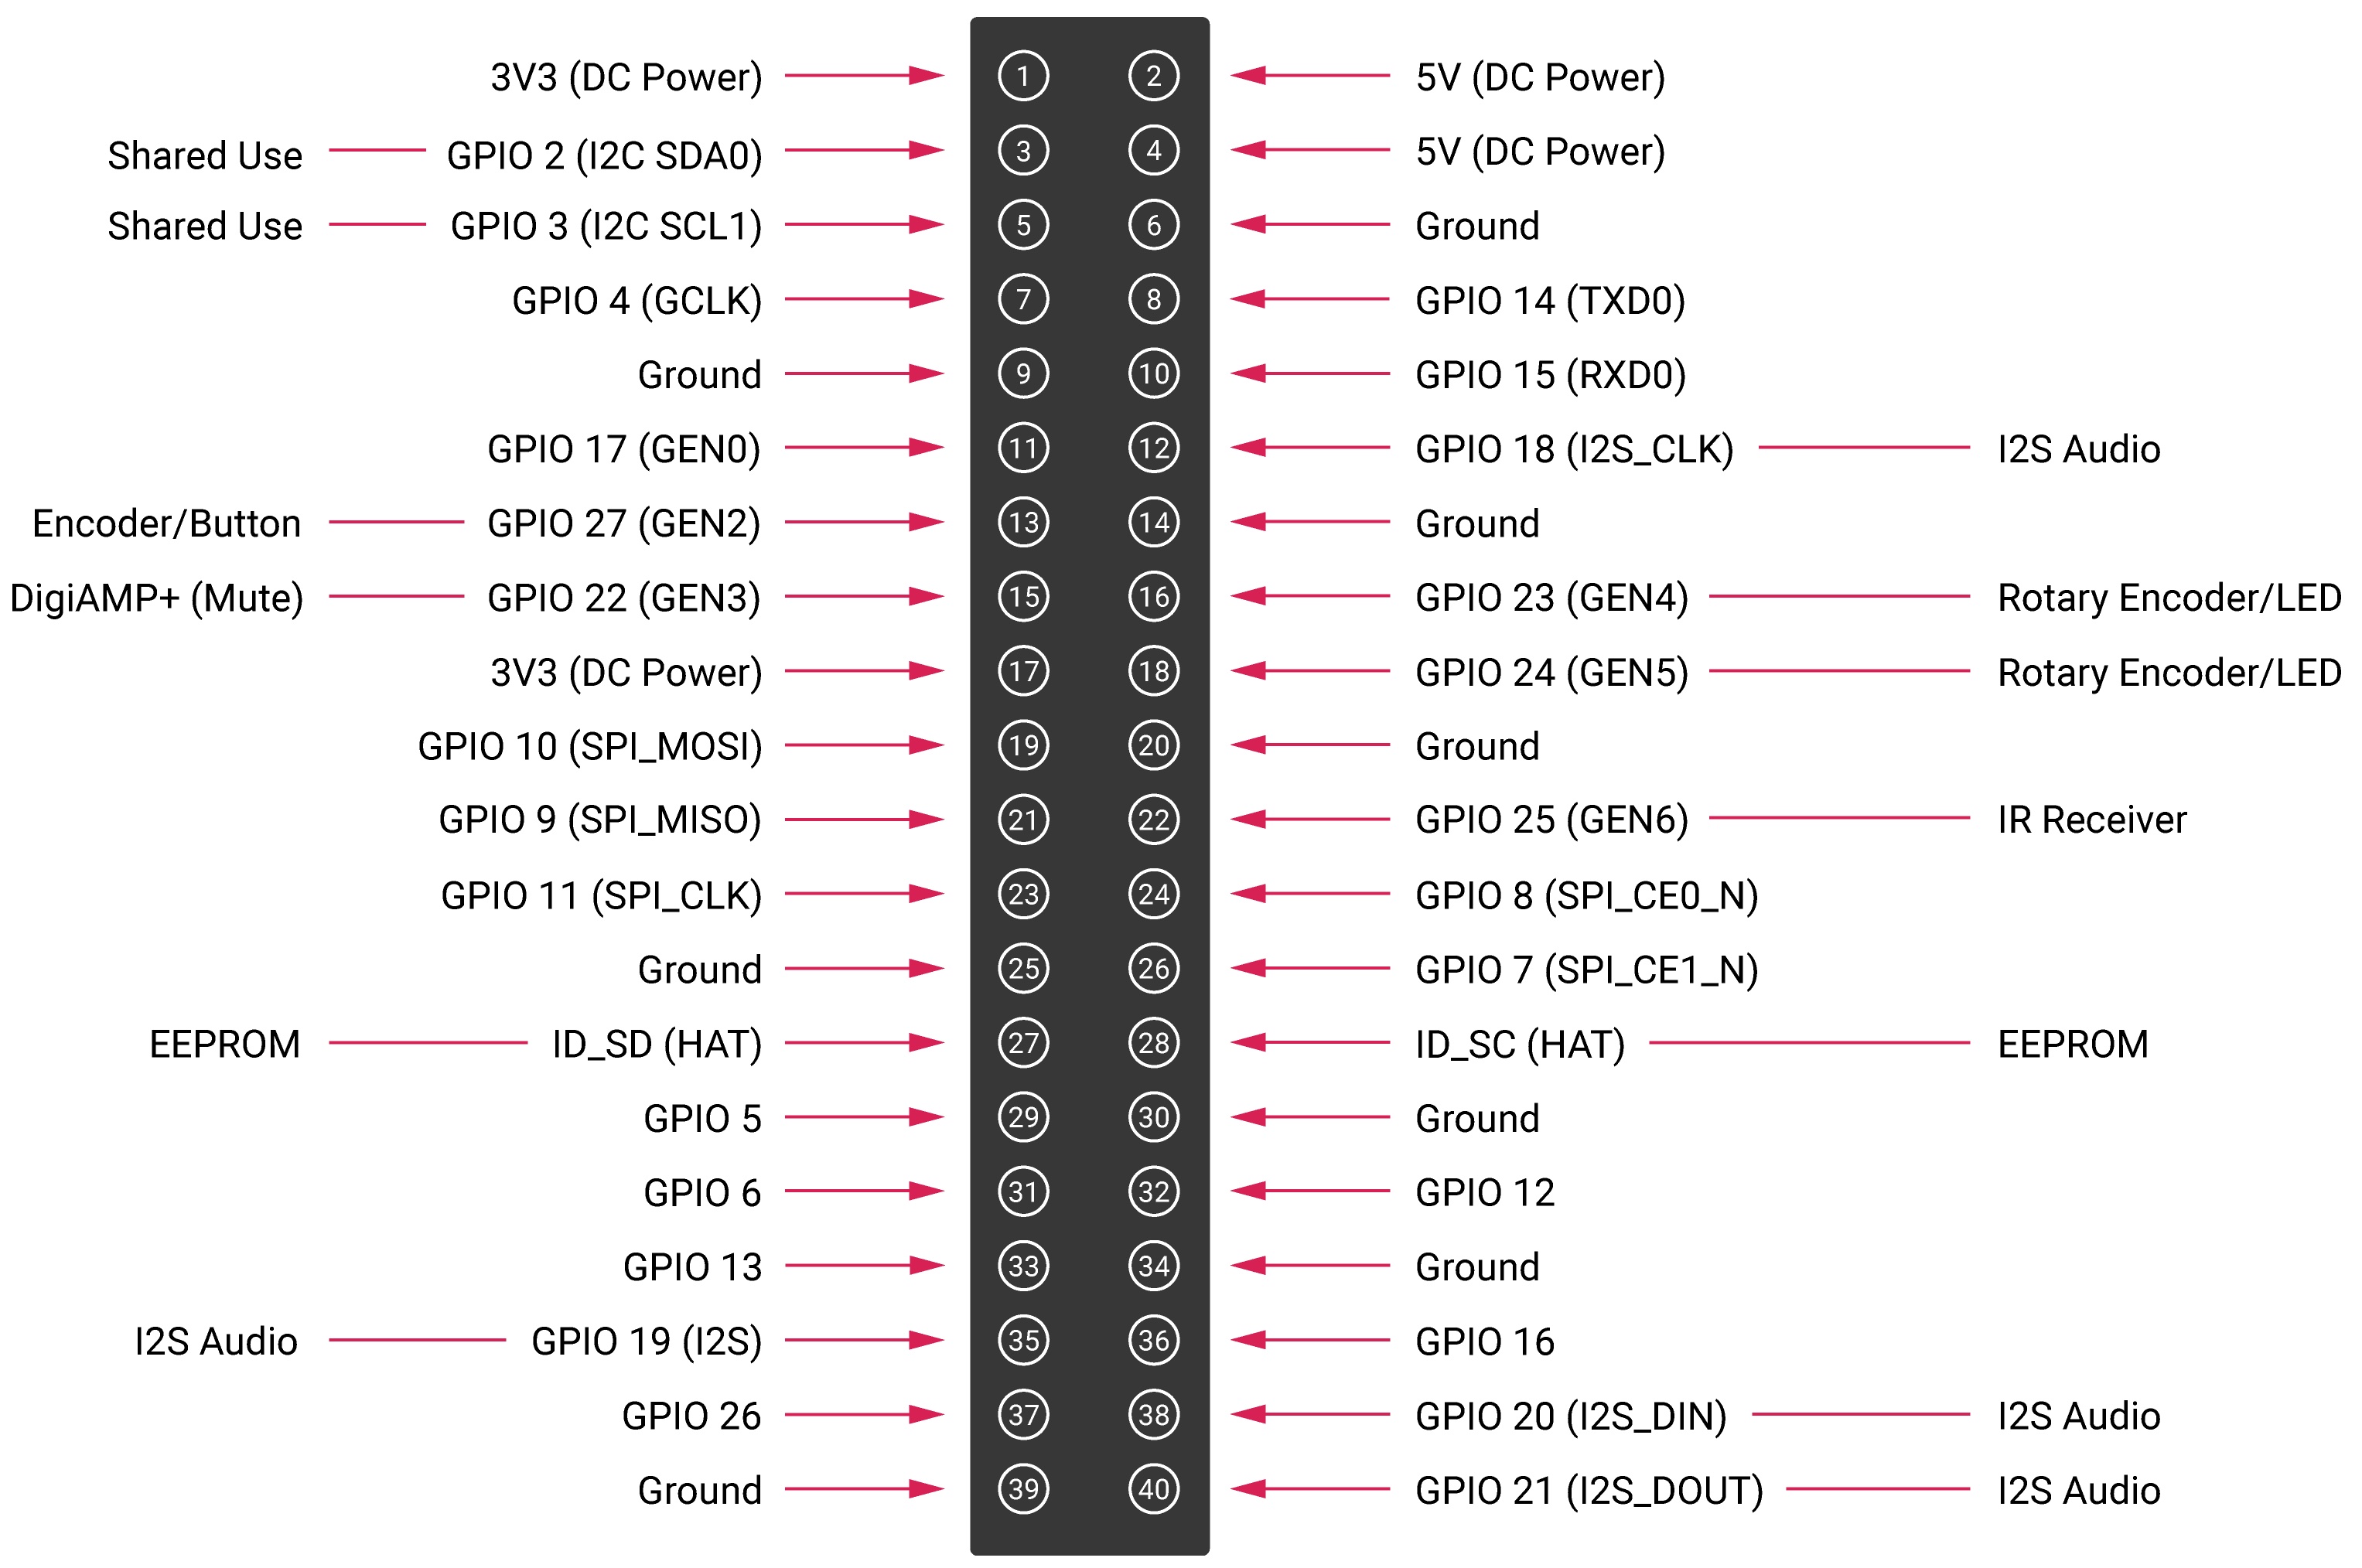 3V3 (DC Power) 1 2 5V (DC Power)
Shared Use GPIO 2 (I2C SDA0) 3 4 5V (DC Power)
Shared Use GPIO 3 (I2C SCL1) 5 6 Ground
GPIO 4 (GCLK) 7 8 GPIO 14 (TXD0)
Ground 9 10 GPIO 15 (RXD0)
GPIO 17 (GEN0) 11 12 GPIO 18 (I2S_CLK) I2S Audio
Encoder/Button GPIO 27 (GEN2) 13 14 Ground
DigiAMP+ (Mute) GPIO 22 (GEN3) 15 16 GPIO 23 (GEN4) Rotary Encoder/LED
3V3 (DC Power) 17 18 GPIO 24 (GEN5) Rotary Encoder/LED
GPIO 10 (SPI_MOSI) 19 20 Ground
GPIO 9 (SPI_MISO) 21 22 GPIO 25 (GEN6) IR Receiver
GPIO 11 (SPI_CLK) 23 24 GPIO 8 (SPI_CE0_N)
Ground 25 26 GPIO 7 (SPI_CE1_N)
EEPROM ID_SD (HAT) 27 28 ID_SC (HAT) EEPROM
GPIO 5 29 30 Ground
GPIO 6 31 32 GPIO 12
GPIO 13 33 34 Ground
I2S Audio GPIO 19 (I2S) 35 36 GPIO 16
GPIO 26 37 38 GPIO 20 (I2S_DIN) I2S Audio
Ground 39 40 GPIO 21 (I2S_DOUT) I2S Audio